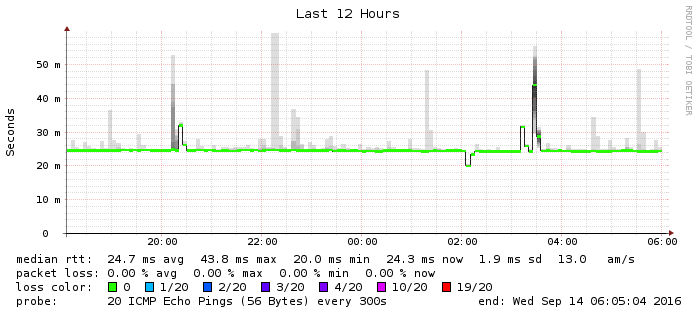 Last 12 Hours
RRDTOOL / TOBI OETIKER
Seconds
50 m
40 m
30 m
20 m
10 m
0
20:00 22:00 00:00 02:00 04:00 06:00
median rtt: 24.7 ms avg 43.8 ms max 20.0 ms min 24.3 ms now 1.9 ms sd 13.0 am/s
packet loss: 0.00 % avg 0.00 % max 0.00 % min 0.00 % now
loss color: 0 1/20 2/20 3/20 4/20 10/20 19/20
probe: 20 ICMP Echo Pings (56 Bytes) every 300s end: Wed Sep 14 06:05:04 2016